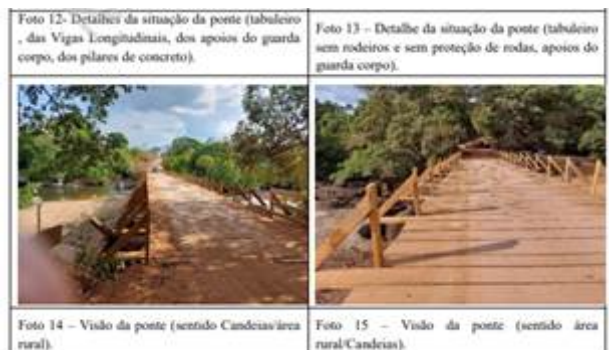 Foto 12- Detalhes da situação da ponte (tabuleiro
, das Vigas Longitudinais, dos apoios do guarda
corpo, dos pilares de concreto).
Foto 13 – Detalhe da situação da ponte (tabuleiro
sem rodeiros e sem proteção de rodas, apoios do
guarda corpo).
Foto 14 – Visão da ponte (sentido Candeias/área
rural).
Foto 15 – Visão da ponte (sentido área
rural/Candeias).